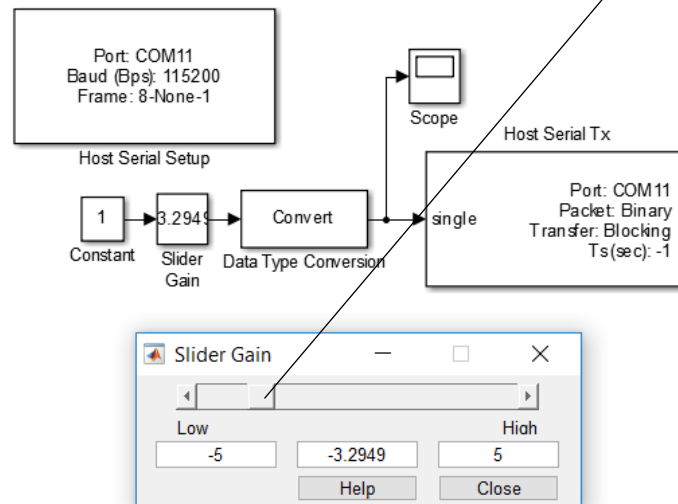 Port: COM11
Baud (Bps): 115200
Frame: 8-None-1
Host Serial Setup
Scope
Host Serial Tx
Port: COM11
Packet: Binary
Transfer: Blocking
Ts(sec): -1
single
1
3.2949
Convert
Constant
Slider
Gain
Data Type Conversion
Slider Gain
Low
High
-5
-3.2949
5
Help
Close